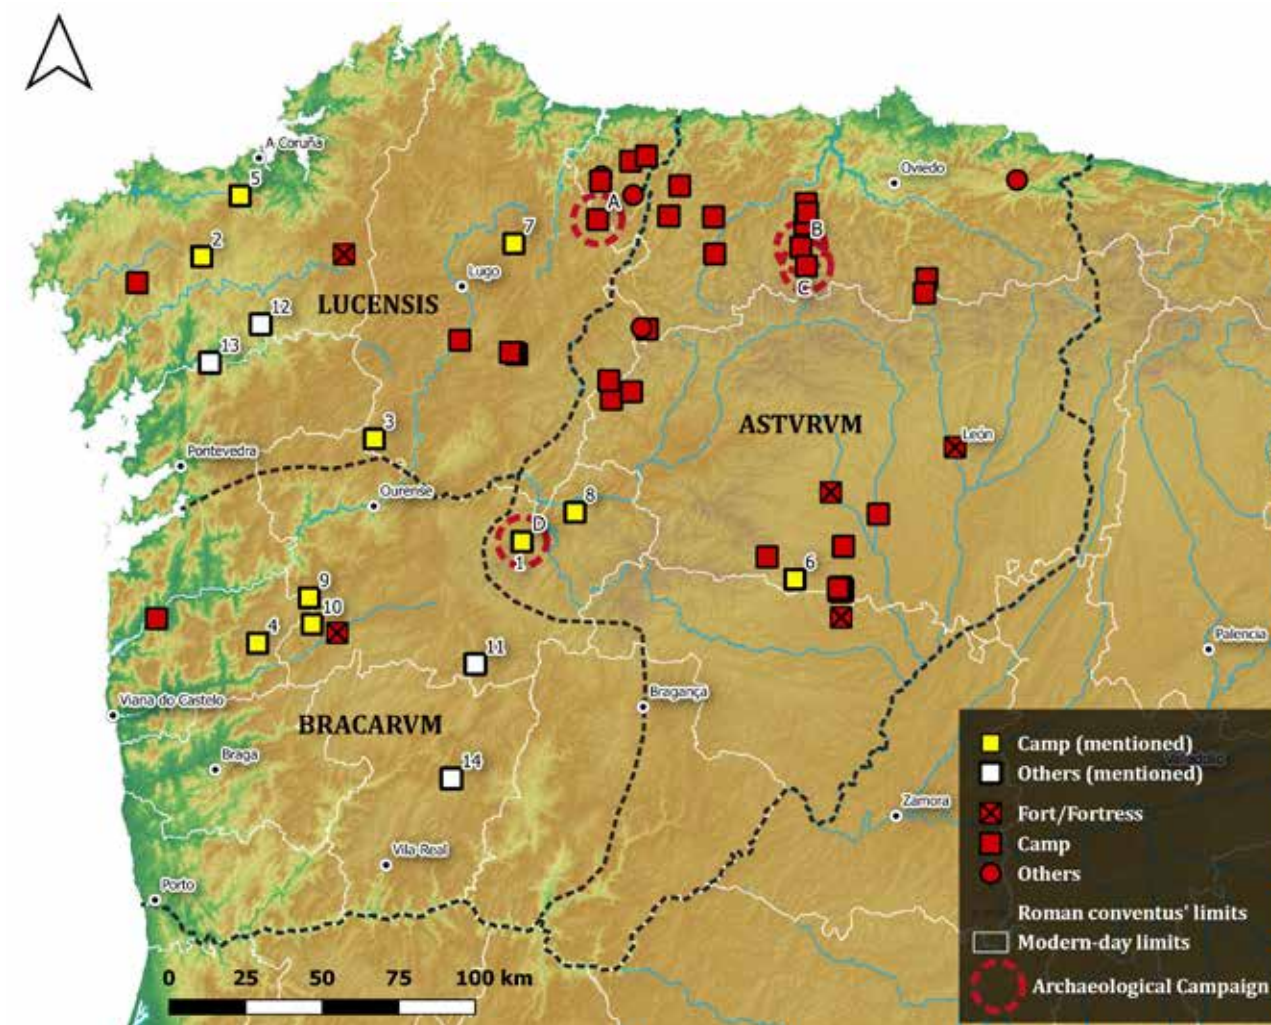 A Coruña
5
Oviedo
A
2
7
B
Lugo
C
LUCENSIS
12
13
ASTVRVM
3
León
Pontevedra
Ourense
8
D
1
6
9
10
4
Palencia
11
Bragança
Viana do Castelo
BRACARVM
Braga
14
Camp (mentioned)
Others (mentioned)
Valladolid
Zamora
Fort/Fortress
Camp
Vila Real
Others
Porto
Roman conventus' limits
Modern-day limits
0 25 50 75 100 km
Archaeological Campaign